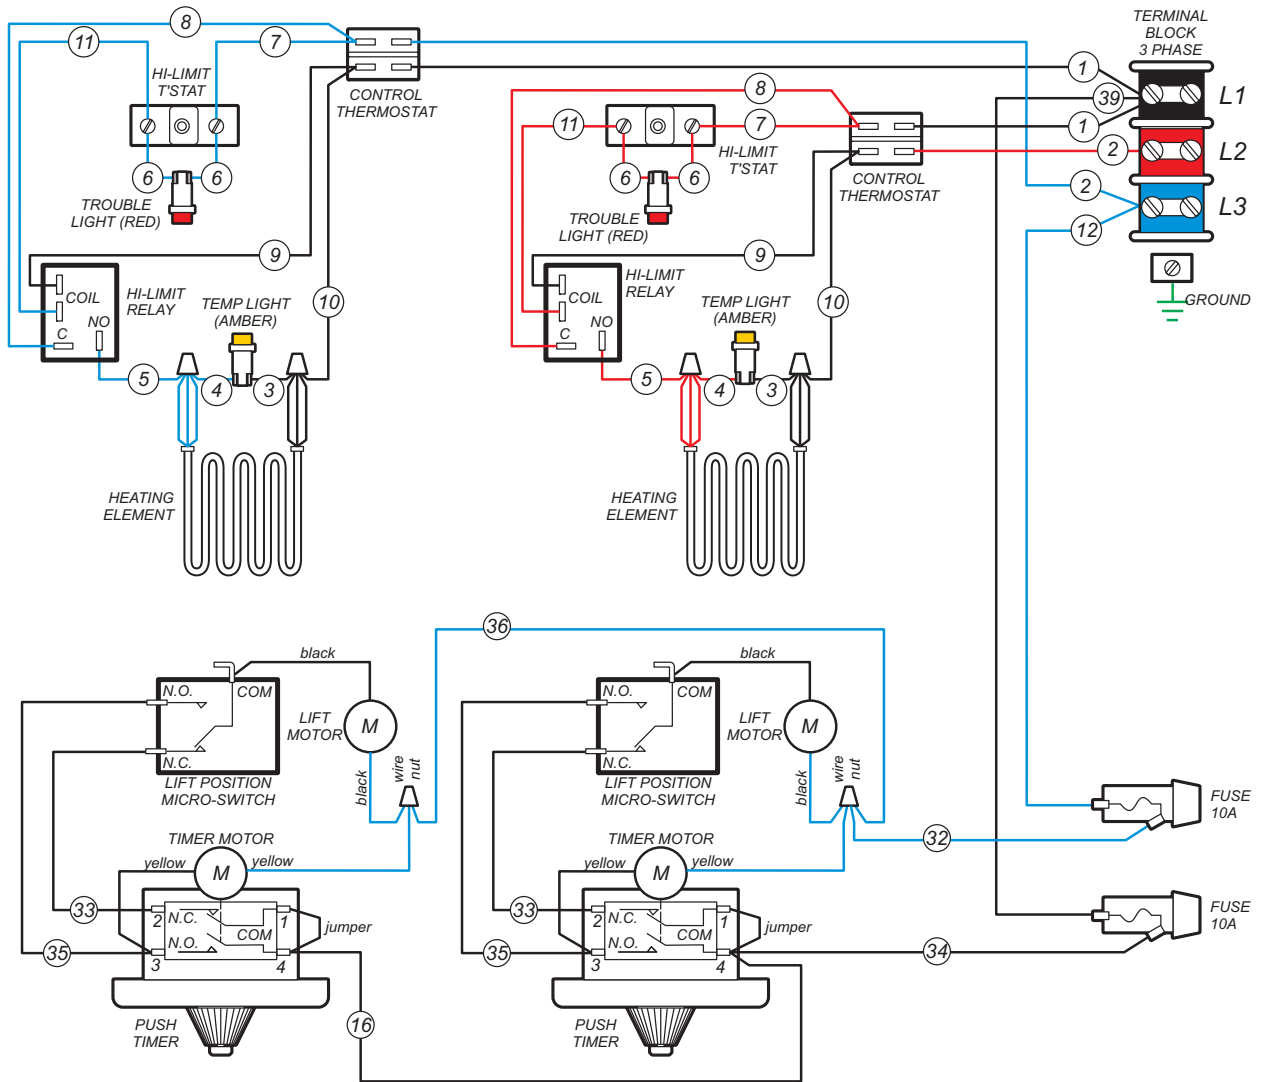 8
11
7
HI-LIMIT
T'STAT
CONTROL
THERMOSTAT
6
6
TROUBLE
LIGHT (RED)
9
COIL
C
NO
HI-LIMIT
RELAY
TEMP LIGHT
(AMBER)
10
5
4
3
HEATING
ELEMENT
8
11
7
HI-LIMIT
T'STAT
CONTROL
THERMOSTAT
6
6
TROUBLE
LIGHT (RED)
9
COIL
C
NO
HI-LIMIT
RELAY
TEMP LIGHT
(AMBER)
10
5
4
3
HEATING
ELEMENT
TERMINAL
BLOCK
3 PHASE
1
39
1
2
2
12
L1
L2
L3
GROUND
36
black
N.O.
COM
N.C.
LIFT
MOTOR
M
LIFT POSITION
MICRO-SWITCH
black
wire
nut
TIMER MOTOR
yellow
M
yellow
33
35
2
N.C.
1
N.O.
COM
3
4
jumper
PUSH
TIMER
16
black
N.O.
COM
N.C.
LIFT
MOTOR
M
LIFT POSITION
MICRO-SWITCH
black
wire
nut
TIMER MOTOR
yellow
M
yellow
33
35
2
N.C.
1
N.O.
COM
3
4
jumper
PUSH
TIMER
32
34
FUSE
10A
FUSE
10A